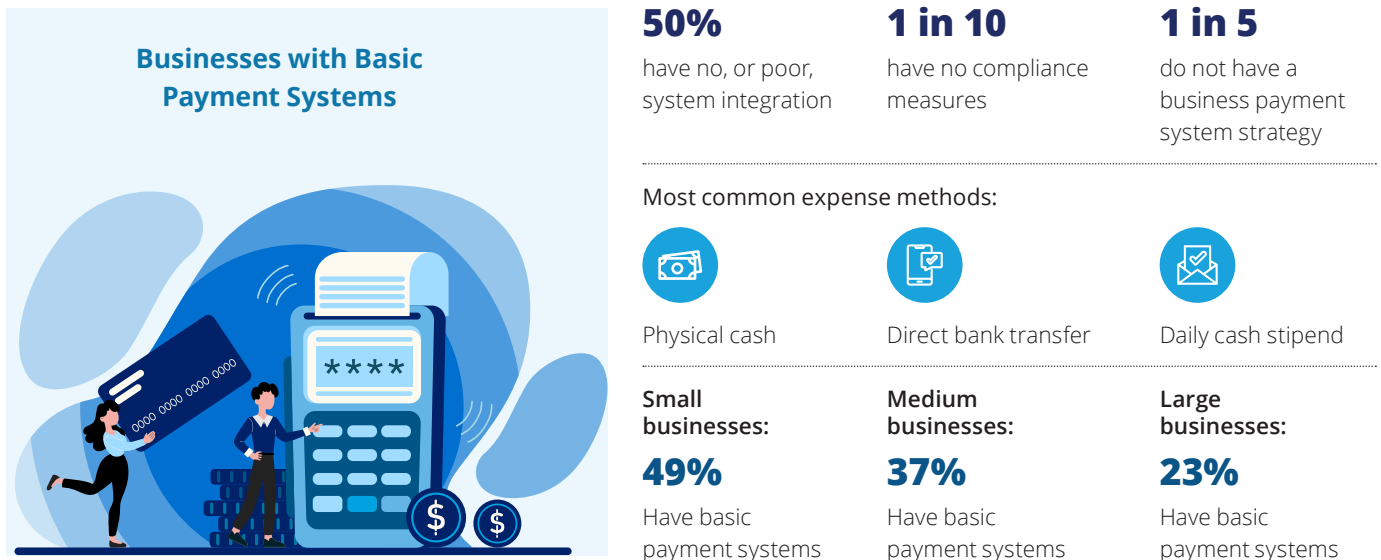 Businesses with Basic
Payment Systems
0000 0000 0000 0000
****
$
$
50%
have no, or poor,
system integration
1 in 10
have no compliance
measures
1 in 5
do not have a
business payment
system strategy
Most common expense methods:
Physical cash
Direct bank transfer
Daily cash stipend
Small
businesses:
49%
Have basic
payment systems
Medium
businesses:
37%
Have basic
payment systems
Large
businesses:
23%
Have basic
payment systems